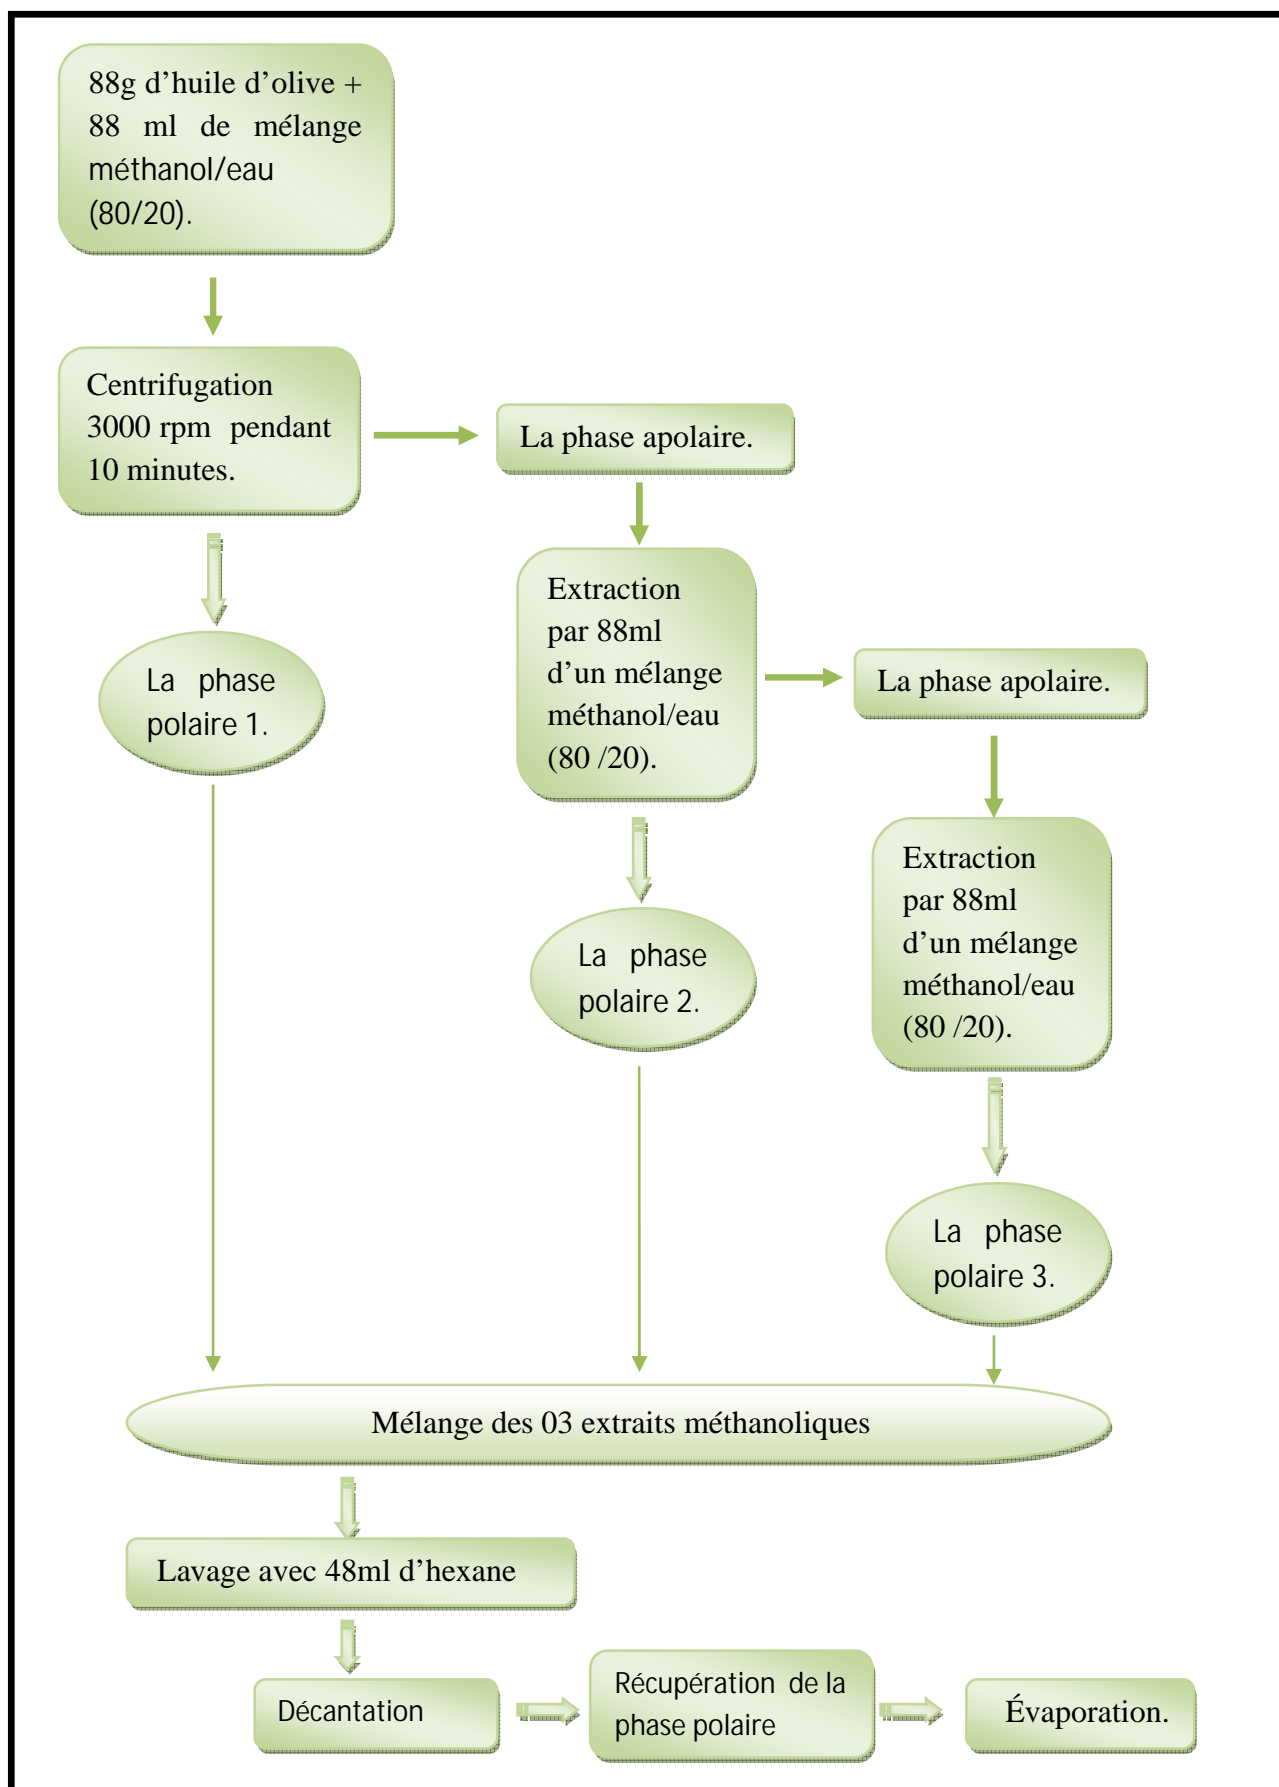 88g d’huile d’olive +
88 ml de mélange
méthanol/eau
(80/20).
Centrifugation
3000 rpm pendant
10 minutes.
La phase apolaire.
Extraction
par 88ml
d’un mélange
méthanol/eau
(80 /20).
La phase
polaire 1.
La phase apolaire.
Extraction
par 88ml
d’un mélange
méthanol/eau
(80 /20).
La phase
polaire 2.
La phase
polaire 3.
Mélange des 03 extraits méthanoliques
Lavage avec 48ml d’hexane
Décantation
Récupération de la
phase polaire
Évaporation.